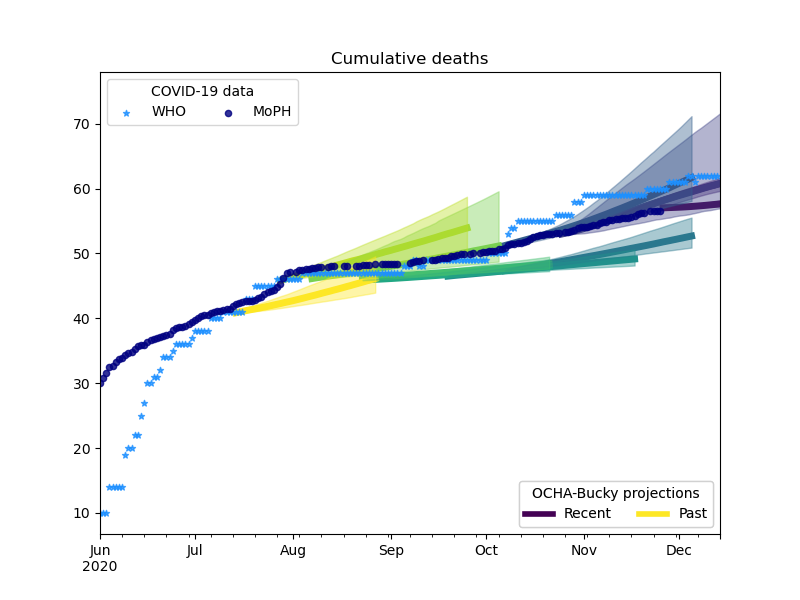 Cumulative deaths
COVID-19 data
WHO MoPH
70
60
50
40
30
20
10
OCHA-Bucky projections
Recent Past
Jun Jul Aug Sep Oct Nov Dec
2020